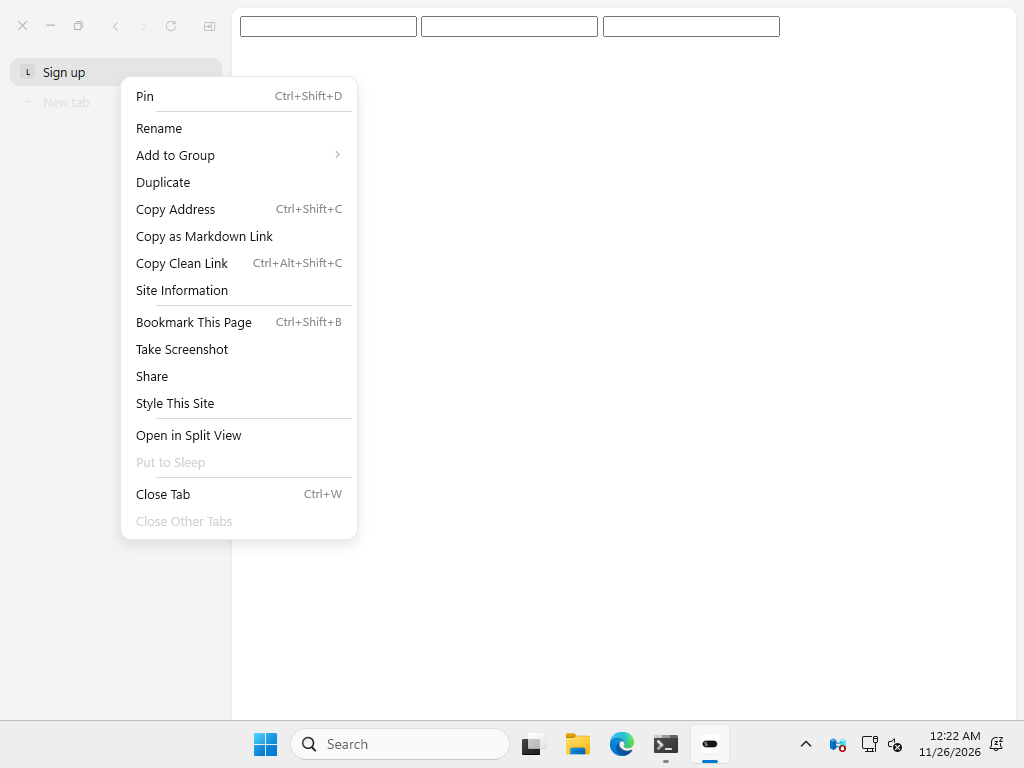 L Sign up
+ New tab
Pin Ctrl+Shift+D
Rename
Add to Group
Duplicate
Copy Address Ctrl+Shift+C
Copy as Markdown Link
Copy Clean Link Ctrl+Alt+Shift+C
Site Information
Bookmark This Page Ctrl+Shift+B
Take Screenshot
Share
Style This Site
Open in Split View
Put to Sleep
Close Tab Ctrl+W
Close Other Tabs
Search
12:22 AM
11/26/2026